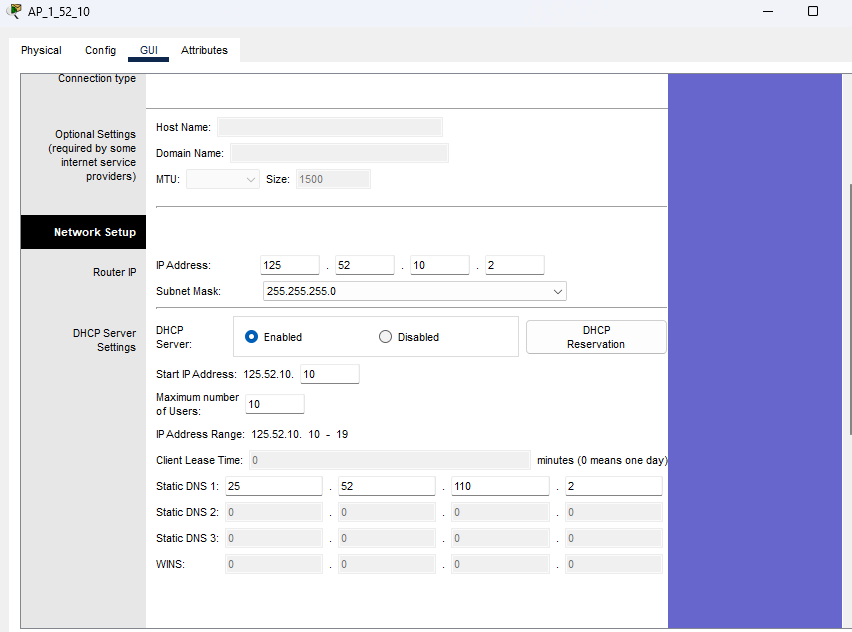 AP_1_52_10
Physical Config GUI Attributes
Connection type
Optional Settings
(required by some
internet service
providers)
Host Name:
Domain Name:
MTU: Size: 1500
Network Setup
Router IP
IP Address: 125 . 52 . 10 . 2
Subnet Mask: 255.255.255.0
DHCP Server
Settings
DHCP
Server:
Enabled Disabled
DHCP
Reservation
Start IP Address: 125.52.10. 10
Maximum number
of Users:
10
IP Address Range: 125.52.10. 10 - 19
Client Lease Time: 0 minutes (0 means one day)
Static DNS 1: 25 . 52 . 110 . 2
Static DNS 2: 0 . 0 . 0 . 0
Static DNS 3: 0 . 0 . 0 . 0
WINS: 0 . 0 . 0 . 0